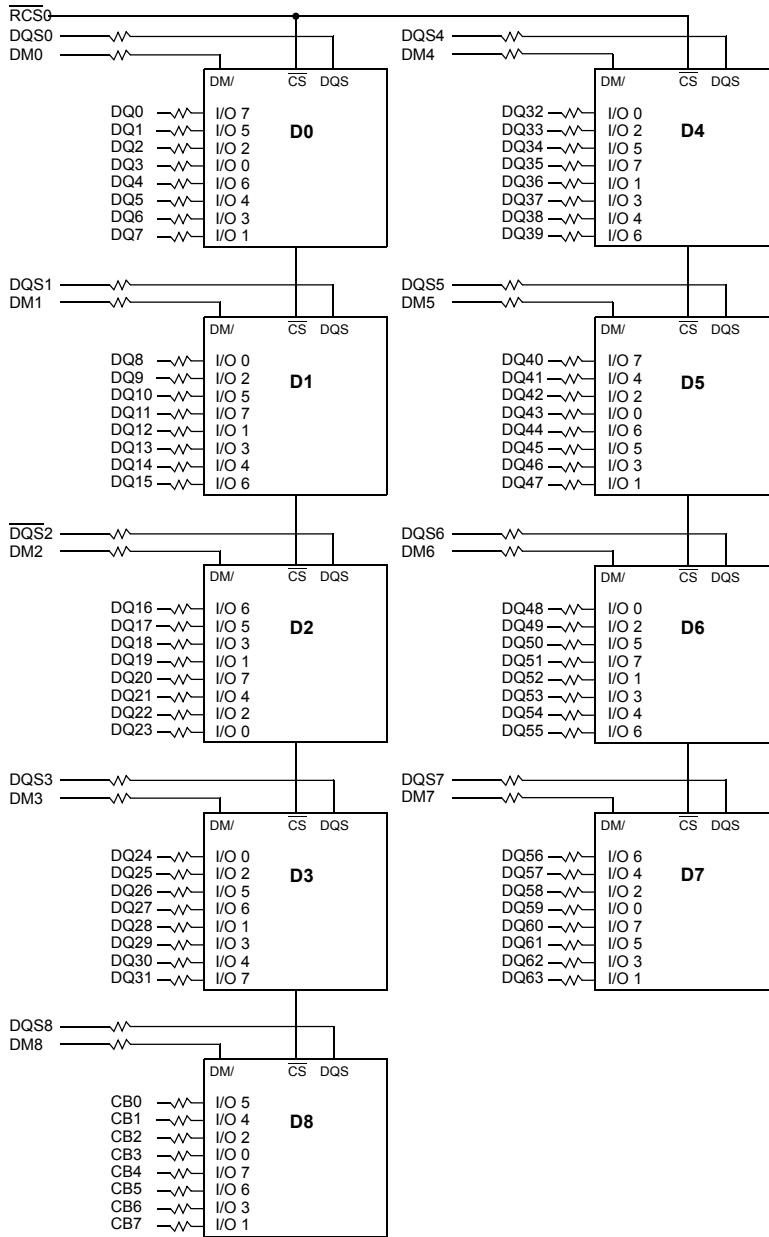 RCS0
DQS0
DM0
DM/ CS DQS
DQ0 I/O 7
DQ1 I/O 5 D0
DQ2 I/O 2
DQ3 I/O 0
DQ4 I/O 6
DQ5 I/O 4
DQ6 I/O 3
DQ7 I/O 1
DQS1
DM1
DM/ CS DQS
DQ8 I/O 0
DQ9 I/O 2 D1
DQ10 I/O 5
DQ11 I/O 7
DQ12 I/O 1
DQ13 I/O 3
DQ14 I/O 4
DQ15 I/O 6
DQS2
DM2
DM/ CS DQS
DQ16 I/O 6
DQ17 I/O 5 D2
DQ18 I/O 3
DQ19 I/O 1
DQ20 I/O 7
DQ21 I/O 4
DQ22 I/O 2
DQ23 I/O 0
DQS3
DM3
DM/ CS DQS
DQ24 I/O 0
DQ25 I/O 2 D3
DQ26 I/O 5
DQ27 I/O 6
DQ28 I/O 1
DQ29 I/O 3
DQ30 I/O 4
DQ31 I/O 7
DQS8
DM8
DM/ CS DQS
CB0 I/O 5
CB1 I/O 4 D8
CB2 I/O 2
CB3 I/O 0
CB4 I/O 7
CB5 I/O 6
CB6 I/O 3
CB7 I/O 1
DQS4
DM4
DM/ CS DQS
DQ32 I/O 0
DQ33 I/O 2 D4
DQ34 I/O 5
DQ35 I/O 7
DQ36 I/O 1
DQ37 I/O 3
DQ38 I/O 4
DQ39 I/O 6
DQS5
DM5
DM/ CS DQS
DQ40 I/O 7
DQ41 I/O 4 D5
DQ42 I/O 2
DQ43 I/O 0
DQ44 I/O 6
DQ45 I/O 5
DQ46 I/O 3
DQ47 I/O 1
DQS6
DM6
DM/ CS DQS
DQ48 I/O 0
DQ49 I/O 2 D6
DQ50 I/O 5
DQ51 I/O 7
DQ52 I/O 1
DQ53 I/O 3
DQ54 I/O 4
DQ55 I/O 6
DQS7
DM7
DM/ CS DQS
DQ56 I/O 6
DQ57 I/O 4 D7
DQ58 I/O 2
DQ59 I/O 0
DQ60 I/O 7
DQ61 I/O 5
DQ62 I/O 3
DQ63 I/O 1